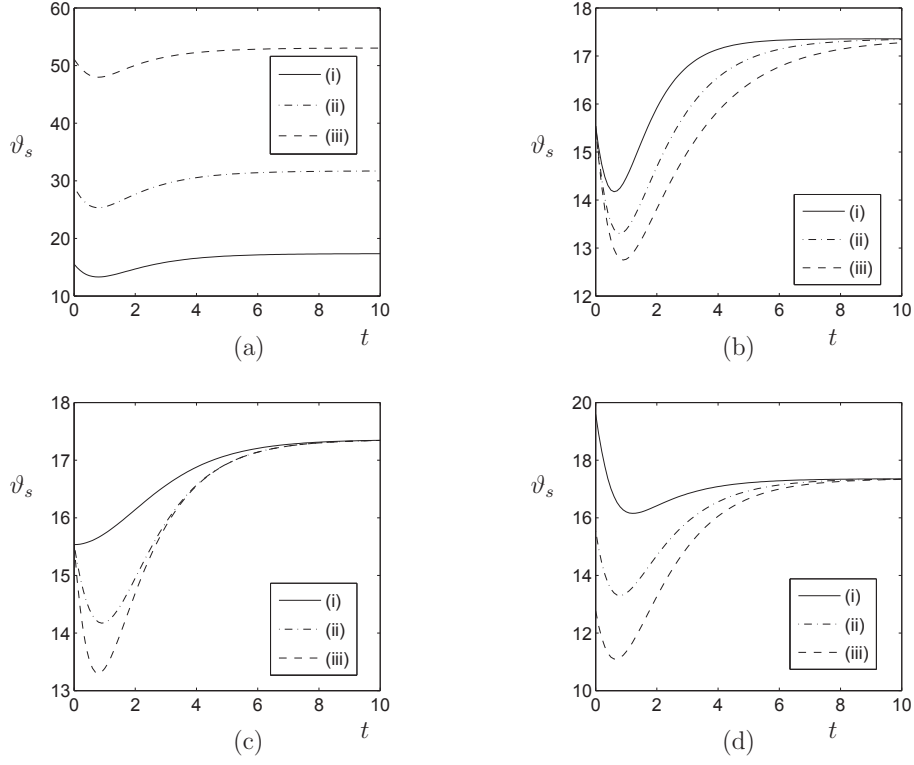 60
50
40
30
20
10
ϑs
0 2 4 6 8 10
t
(i)
(ii)
(iii)
(a)
18
17
16
15
14
13
12
ϑs
0 2 4 6 8 10
t
(i)
(ii)
(iii)
(b)
18
17
16
15
14
13
ϑs
0 2 4 6 8 10
t
(i)
(ii)
(iii)
(c)
20
18
16
14
12
10
ϑs
0 2 4 6 8 10
t
(i)
(ii)
(iii)
(d)